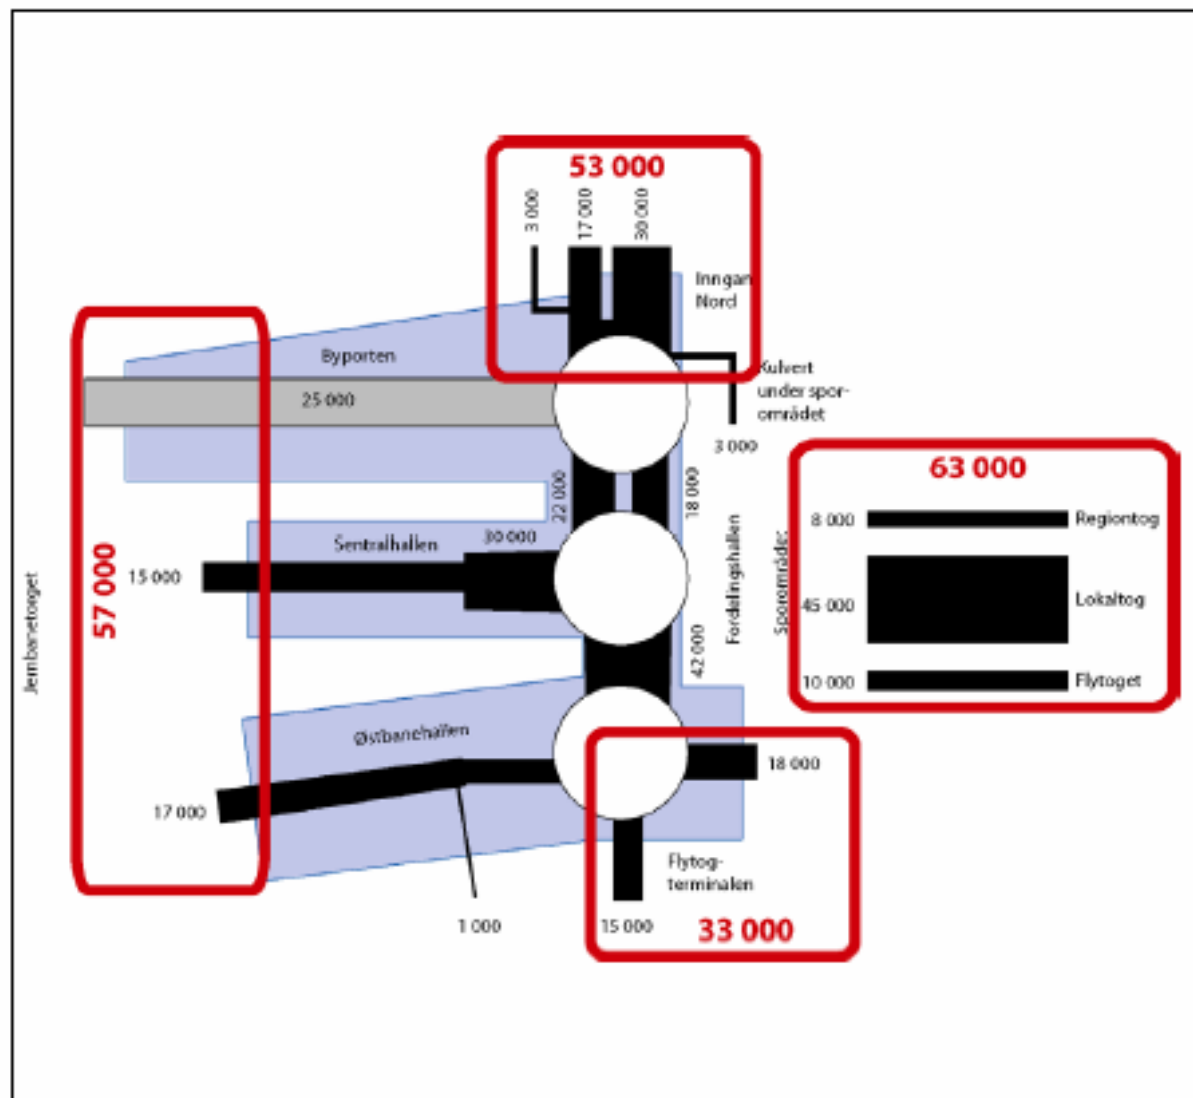 53 000
3 000
17 000
30 000
Inngan
Nord
Byporten
25 000
Kulvert
under spor-
området
3 000
63 000
8 000
Regiontog
45 000
Lokaltog
10 000
Flytoget
22 000
18 000
Sentralhallen
30 000
15 000
57 000
Jernbanetorget
Fordelingshallen
Sporområdet
42 000
Østbanehallen
17 000
1 000
18 000
Flytog-
terminalen
15 000
33 000